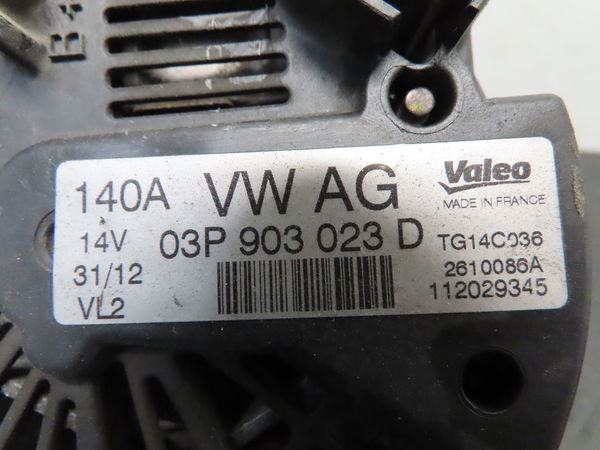 B+
140A VW AG Valeo
MADE IN FRANCE
14V 03P 903 023 D TG14C036
31/12 2610086A
VL2 112029345